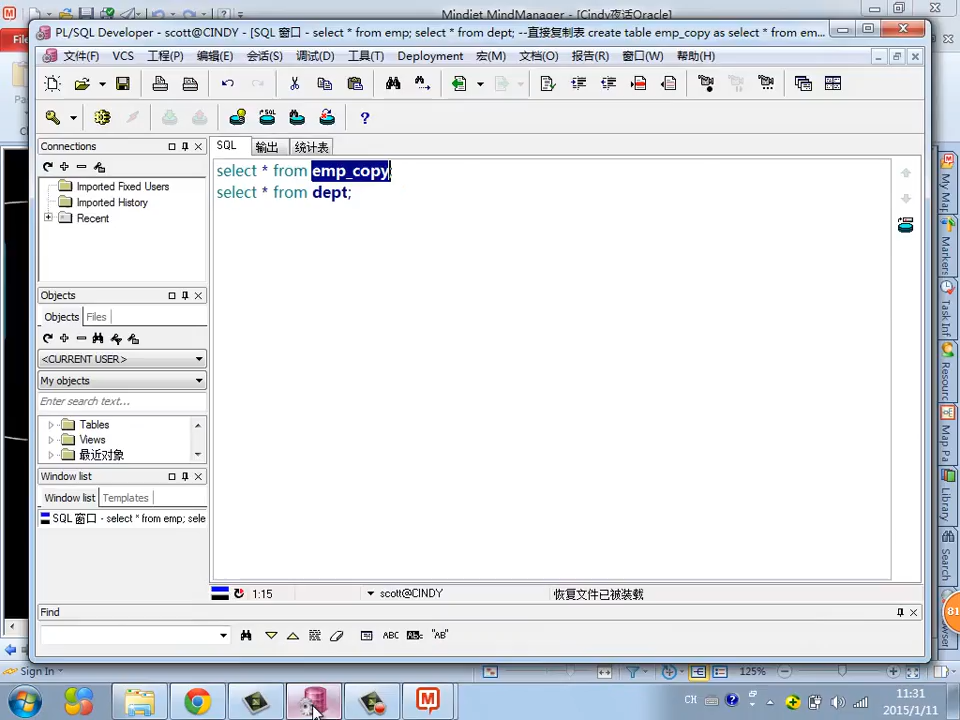 Mindjet MindManager - [Cindy夜话Oracle]
File
PL/SQL Developer - scott@CINDY - [SQL 窗口 - select * from emp; select * from dept; --直接复制表 create table emp_copy as select * from em...
文件(F) VCS 工程(P) 编辑(E) 会话(S) 调试(D) 工具(T) Deployment 宏(M) 文档(O) 报告(R) 窗口(W) 帮助(H)
Connections
Imported Fixed Users
Imported History
Recent
Objects
Objects Files
<CURRENT USER>
My objects
Enter search text...
Tables
Views
最近对象
Window list
Window list Templates
SQL 窗口 - select * from emp; sele
SQL 输出 统计表
select * from emp_copy;
select * from dept;
1:15 scott@CINDY 恢复文件已被装载
Find
ABC "AB"
My Map
Markers
Task Inf
Resourc
Map Pa
Library
Search
81
Sign In 125%
CH 11:31
2015/1/11